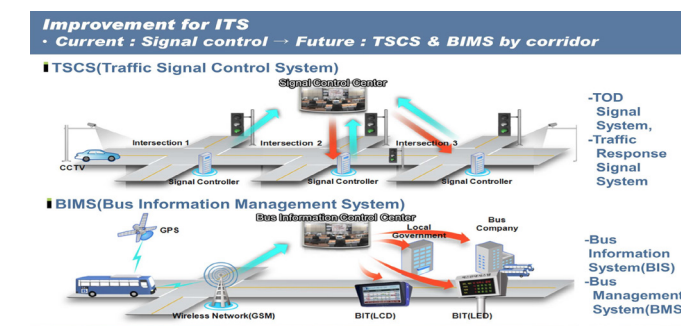 Improvement for ITS
• Current : Signal control → Future : TSCS & BIMS by corridor
TSCS(Traffic Signal Control System)
Signal Control Center
Intersection 1
Intersection 2
Intersection 3
CCTV
Signal Controller
Signal Controller
Signal Controller
-TOD
Signal
System,
-Traffic
Response
Signal
System
BIMS(Bus Information Management System)
Bus Information Control Center
GPS
Local
Government
Bus
Company
Wireless Network(GSM)
BIT(LCD)
BIT(LED)
-Bus
Information
System(BIS)
-Bus
Management
System(BMS